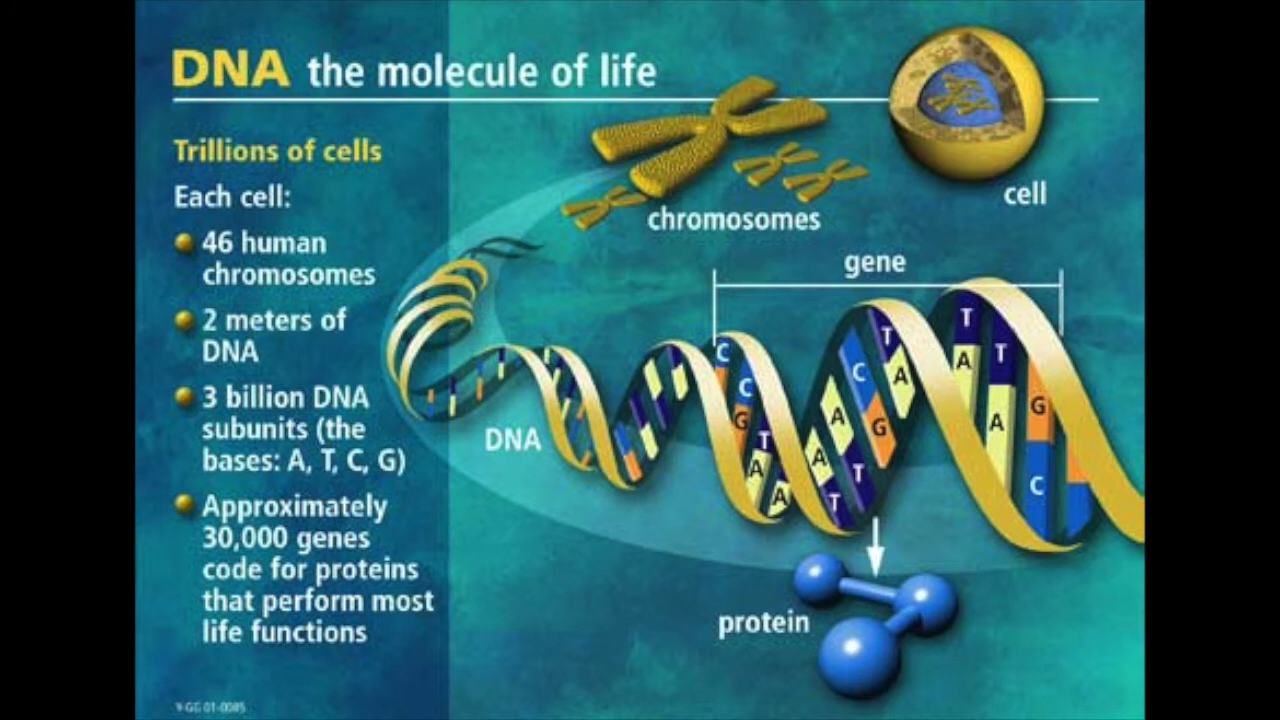 DNA the molecule of life
Trillions of cells
Each cell:
46 human
chromosomes
2 meters of
DNA
3 billion DNA
subunits (the
bases: A, T, C, G)
Approximately
30,000 genes
code for proteins
that perform most
life functions
chromosomes
cell
gene
DNA
C
C
G
T
A
A
A
A
T
T
C
G
T
A
T
A
T
A
G
C
protein